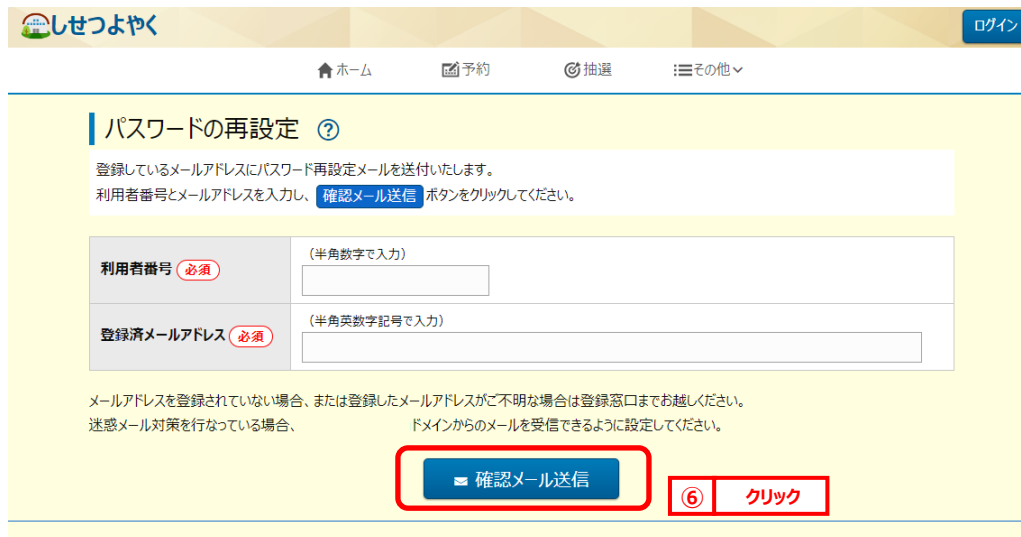 しせつよやく
ログイン
ホーム 予約 抽選 その他
パスワードの再設定 ?
登録しているメールアドレスにパスワード再設定メールを送付いたします。
利用者番号とメールアドレスを入力し、 確認メール送信 ボタンをクリックしてください。
利用者番号 必須
(半角数字で入力)
登録済メールアドレス 必須
(半角英数字記号で入力)
メールアドレスを登録されていない場合、または登録したメールアドレスがご不明な場合は登録窓口までお越しください。
迷惑メール対策を行なっている場合、 ドメインからのメールを受信できるように設定してください。
確認メール送信
⑥ クリック